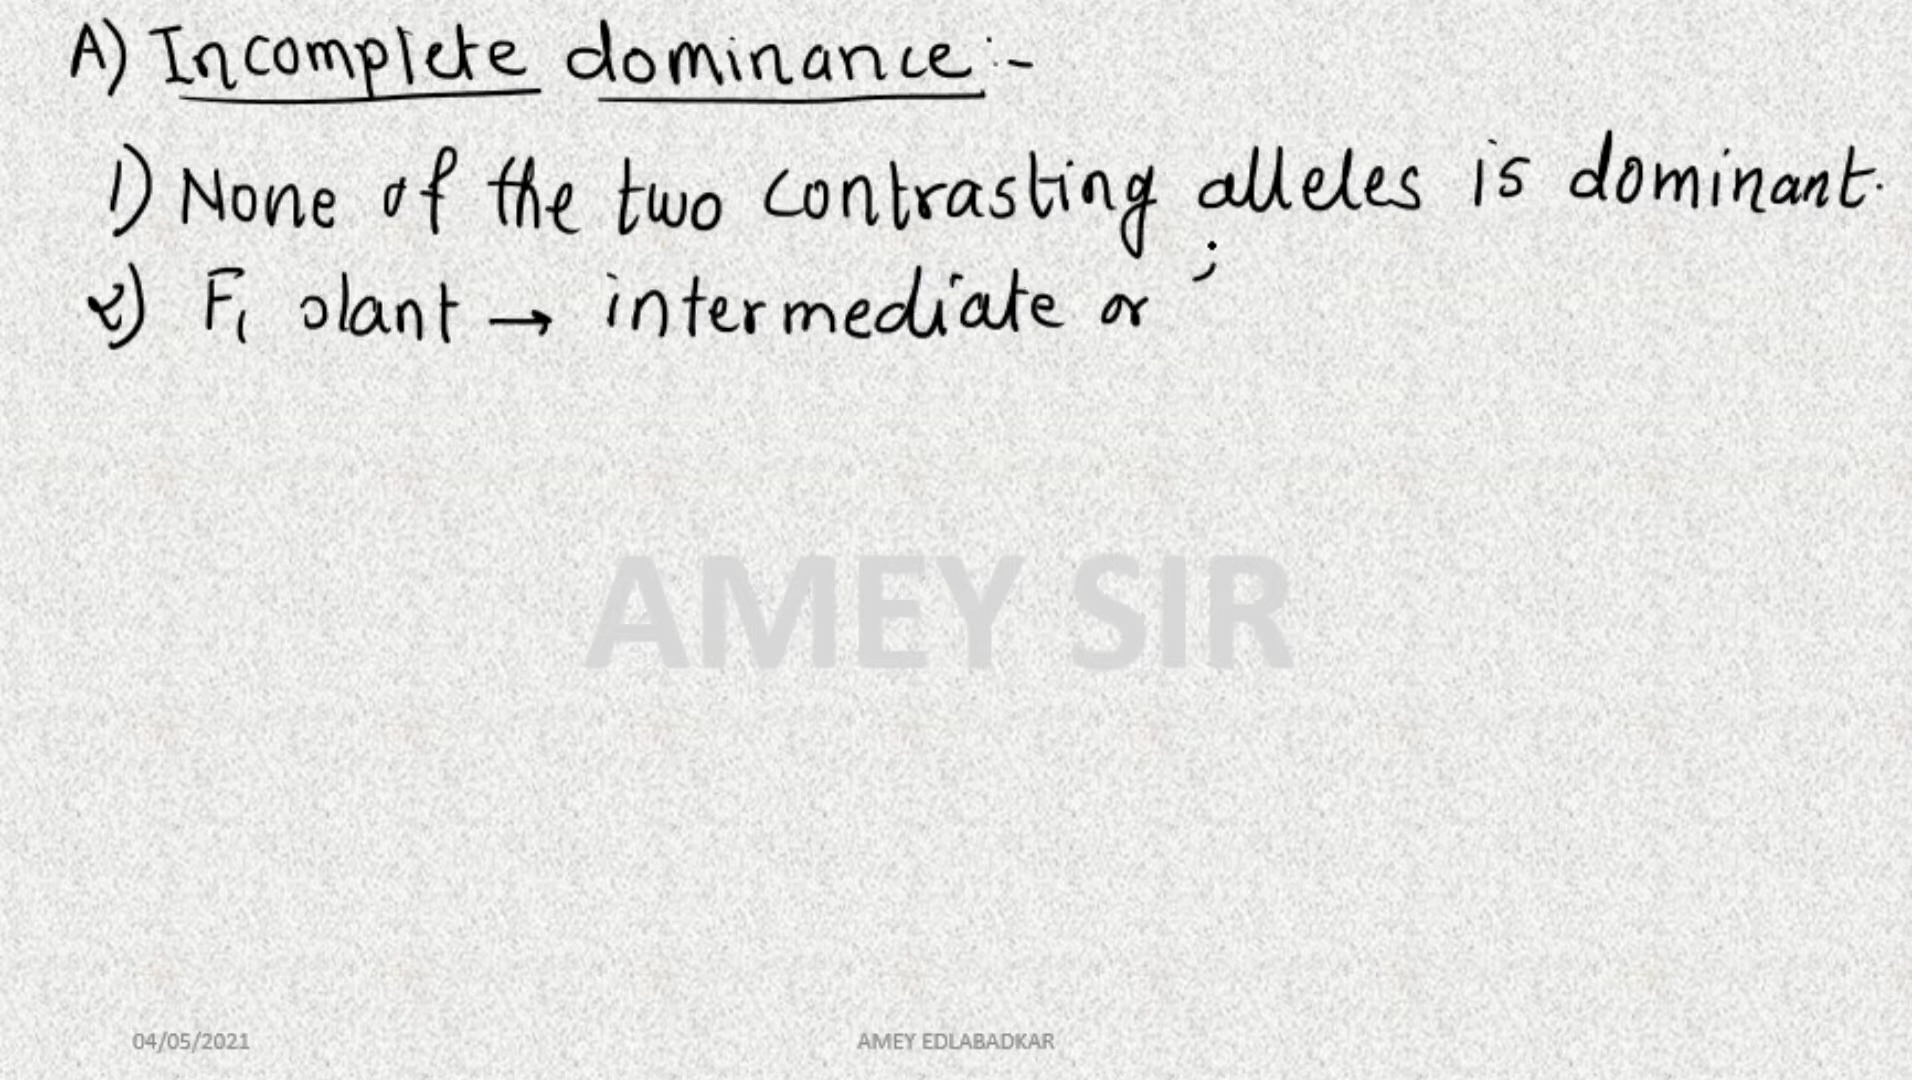 A) Incomplete dominance :-
1) None of the two contrasting alleles is dominant.
2) F₁ plant → intermediate or
AMEY SIR
04/05/2021
AMEY EDLABADKAR